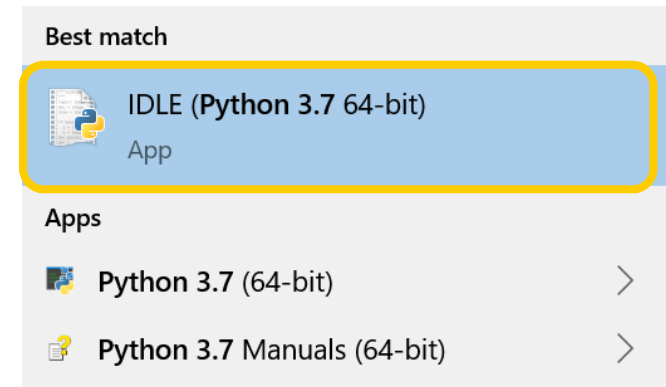 Best match
IDLE (Python 3.7 64-bit)
App
Apps
Python 3.7 (64-bit)
Python 3.7 Manuals (64-bit)